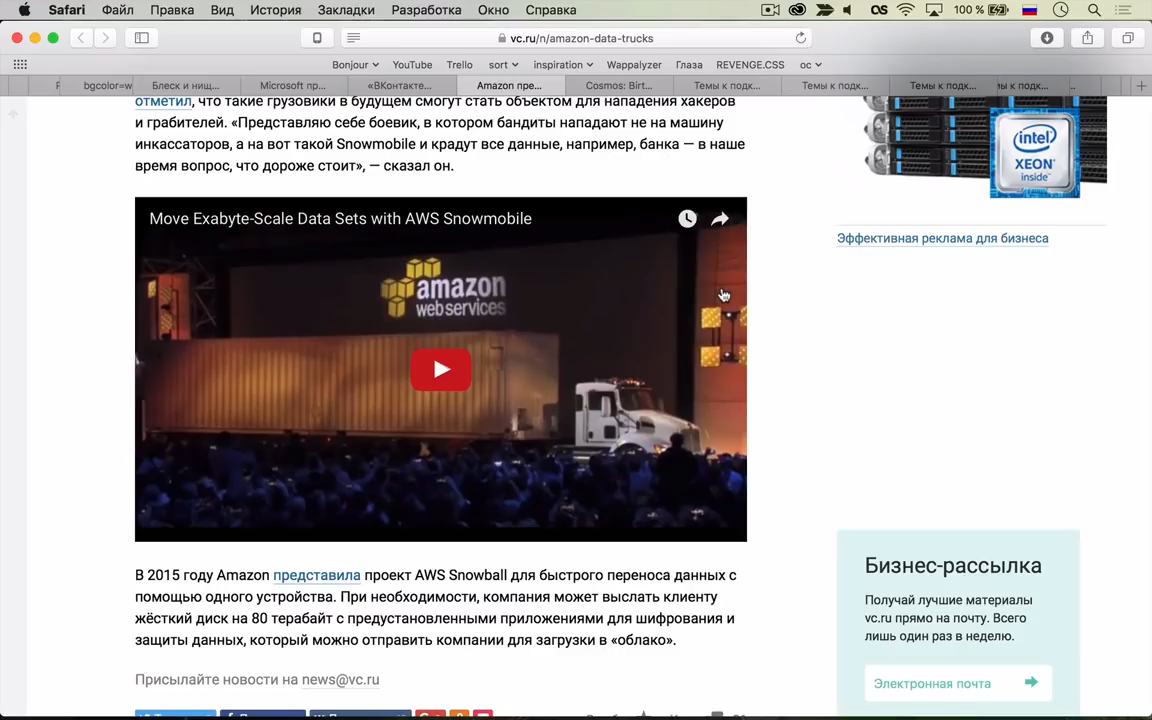 Safari Файл Правка Вид История Закладки Разработка Окно Справка 100 %
vc.ru/n/amazon-data-trucks
Bonjour YouTube Trello sort inspiration Wappalyzer Глаза REVENGE.CSS ос
bgcolor=w Блеск и нищ... Microsoft пр... «ВКонтакте... Amazon пре... Cosmos: Birt... Темы к подк... Темы к подк... Темы к подк... мы к подк...
отметил, что такие грузовики в будущем смогут стать объектом для нападения хакеров
и грабителей. «Представьте себе боевик, в котором бандиты нападают не на машину
инкассаторов, а на вот такой Snowmobile и крадут все данные, например, банка — в наше
время вопрос, что дороже стоит», — сказал он.
intel
XEON
inside™
Эффективная реклама для бизнеса
Move Exabyte-Scale Data Sets with AWS Snowmobile
amazon
webservices
В 2015 году Amazon представила проект AWS Snowball для быстрого переноса данных с
помощью одного устройства. При необходимости, компания может выслать клиенту
жёсткий диск на 80 терабайт с предустановленными приложениями для шифрования и
защиты данных, который можно отправить компании для загрузки в «облако».
Присылайте новости на news@vc.ru
Бизнес-рассылка
Получай лучшие материалы
vc.ru прямо на почту. Всего
лишь один раз в неделю.
Электронная почта